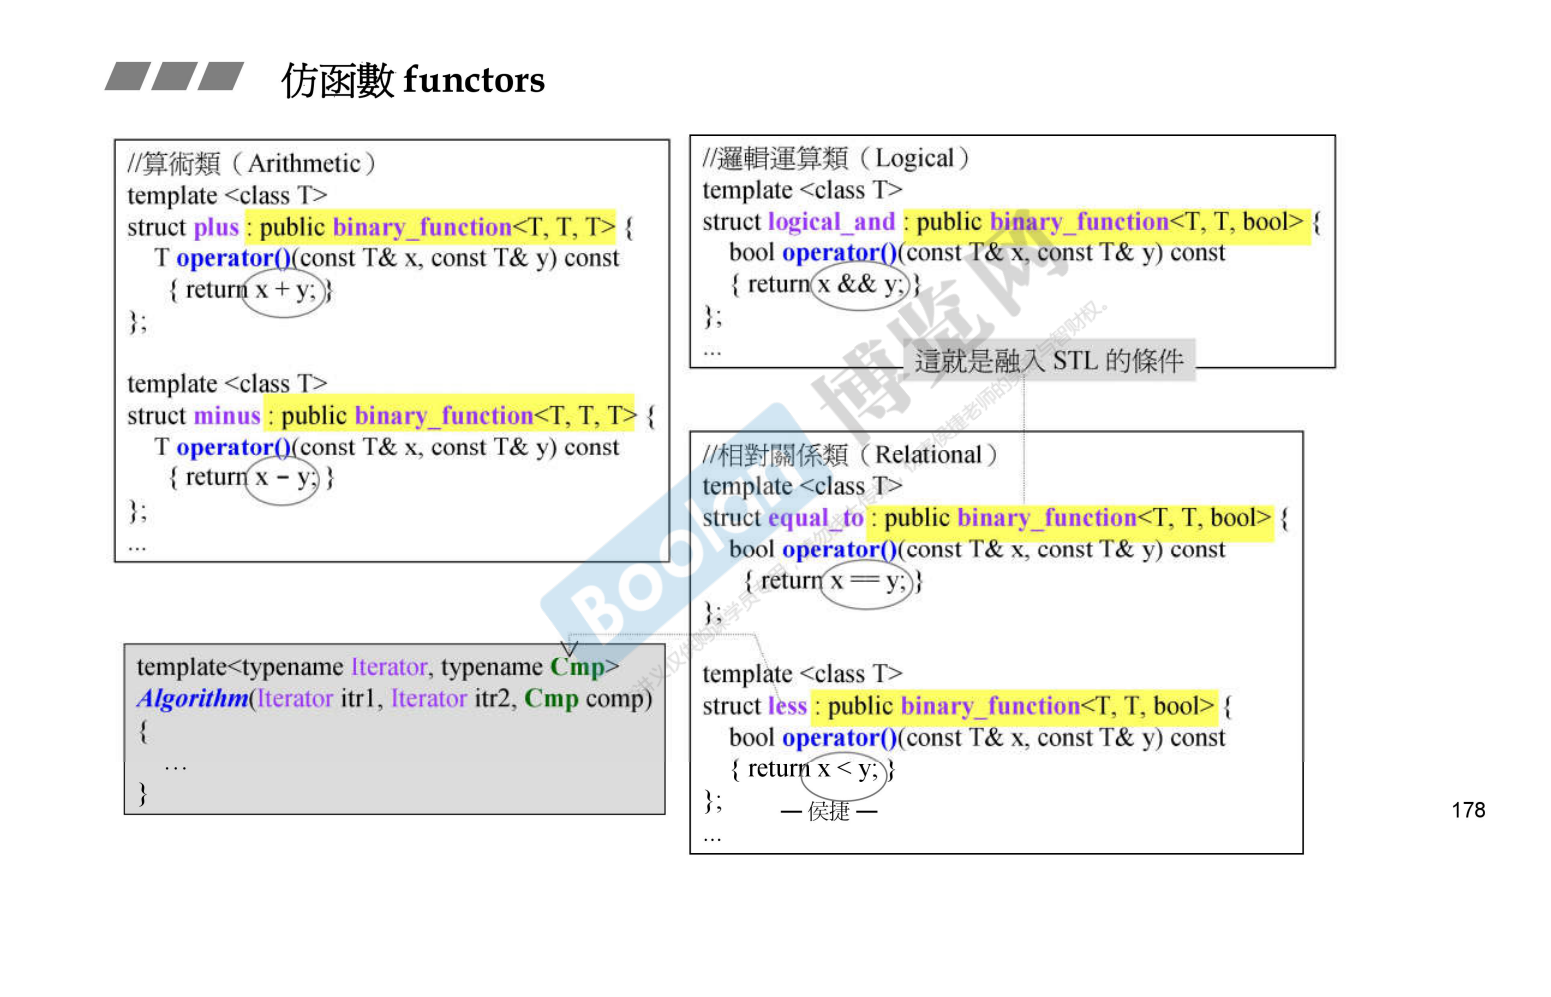 仿函數 functors
//算術類（Arithmetic）
template <class T>
struct plus : public binary_function<T, T, T> {
T operator()(const T& x, const T& y) const
{ return x + y; }
};
template <class T>
struct minus : public binary_function<T, T, T> {
T operator()(const T& x, const T& y) const
{ return x − y; }
};
...
//邏輯運算類（Logical）
template <class T>
struct logical_and : public binary_function<T, T, bool> {
bool operator()(const T& x, const T& y) const
{ return x && y; }
};
...
這就是融入 STL 的條件
//相對關係類（Relational）
template <class T>
struct equal_to : public binary_function<T, T, bool> {
bool operator()(const T& x, const T& y) const
{ return x == y; }
};
template <class T>
struct less : public binary_function<T, T, bool> {
bool operator()(const T& x, const T& y) const
{ return x < y; }
};
...
template<typename Iterator, typename Cmp>
Algorithm(Iterator itr1, Iterator itr2, Cmp comp)
{
...
}
— 侯捷 —
178
Boolan 博览网